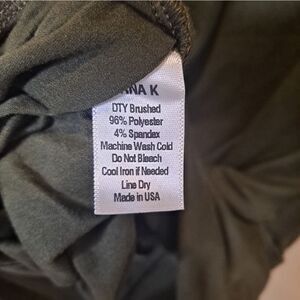 K
DTY Brushed
96% Polyester
4% Spandex
Machine Wash Cold
Do Not Bleach
Cool Iron if Needed
Line Dry
Made in USA